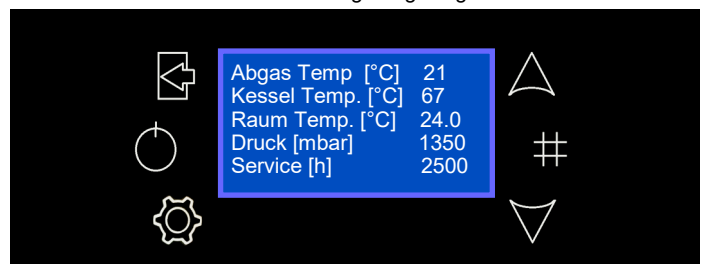 Abgas Temp [°C] 21
Kessel Temp. [°C] 67
Raum Temp. [°C] 24.0
Druck [mbar] 1350
Service [h] 2500